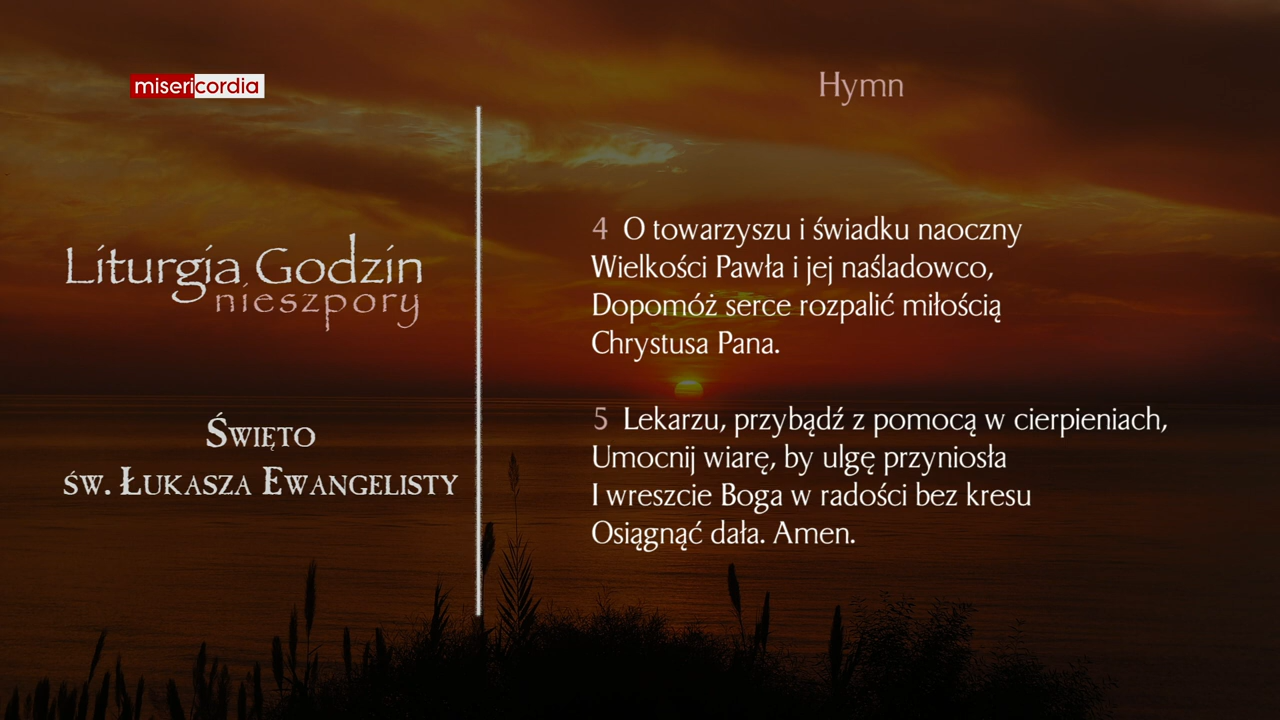 misericordia
Liturgia Godzin
nieszpory
Święto
św. Łukasza Ewangelisty
Hymn
4 O towarzyszu i świadku naoczny
Wielkości Pawła i jej naśladowco,
Dopomóż serce rozpalić miłością
Chrystusa Pana.
5 Lekarzu, przybądź z pomocą w cierpieniach,
Umocnij wiarę, by ulgę przyniosła
I wreszcie Boga w radości bez kresu
Osiągnąć dała. Amen.